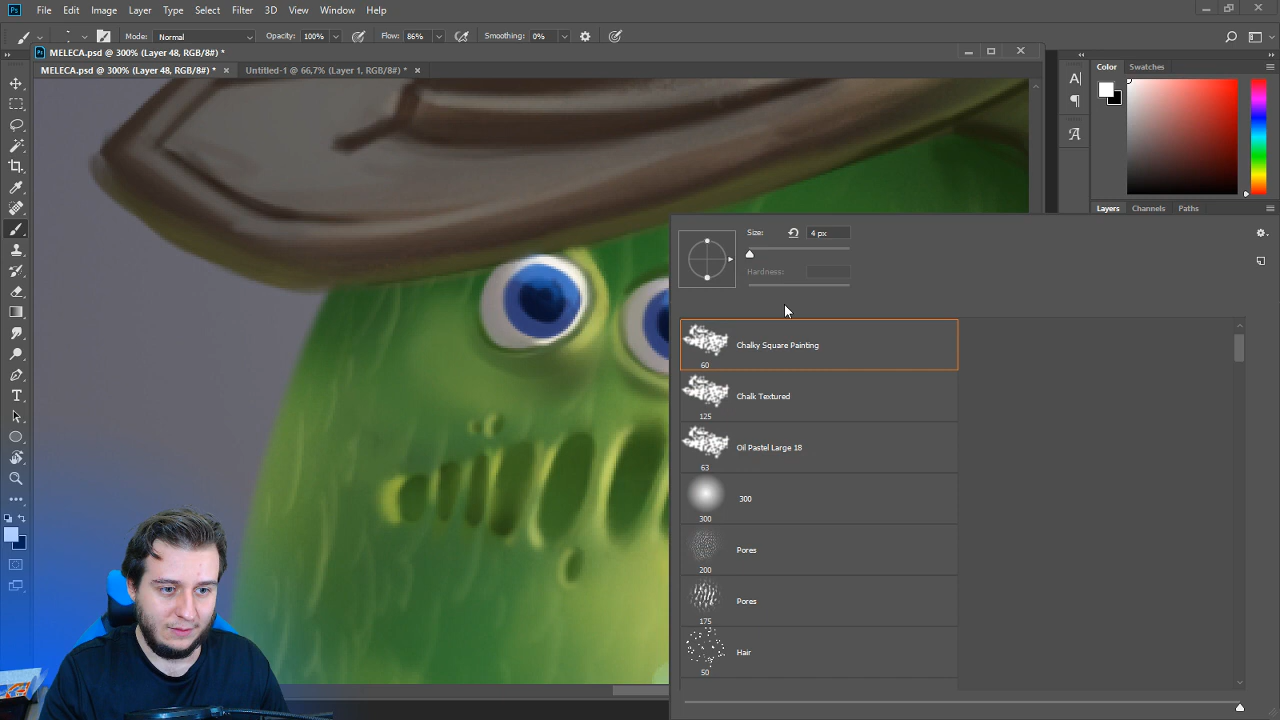 Ps File Edit Image Layer Type Select Filter 3D View Window Help
Mode: Normal Opacity: 100% Flow: 86% Smoothing: 0%
MELECA.psd @ 300% (Layer 48, RGB/8#) *
MELECA.psd @ 300% (Layer 48, RGB/8#) * × Untitled-1 @ 66,7% (Layer 1, RGB/8#) * ×
Color Swatches
Layers Channels Paths
Size: 4 px
Hardness:
Chalky Square Painting
60
Chalk Textured
125
Oil Pastel Large 18
63
300
300
Pores
200
Pores
175
Hair
50